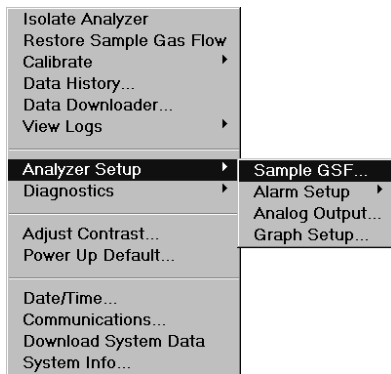 Isolate Analyzer
Restore Sample Gas Flow
Calibrate
Data History...
Data Downloader...
View Logs
Analyzer Setup
Diagnostics
Adjust Contrast...
Power Up Default...
Date/Time...
Communications...
Download System Data
System Info...
Sample GSF...
Alarm Setup
Analog Output...
Graph Setup...